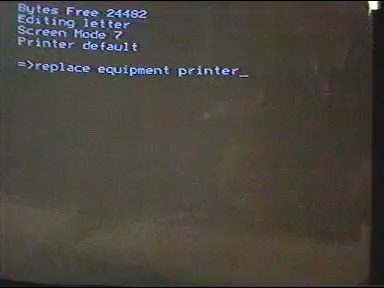 Bytes Free 24482
Editing letter
Screen Mode 7
Printer default
=>replace equipment printer_